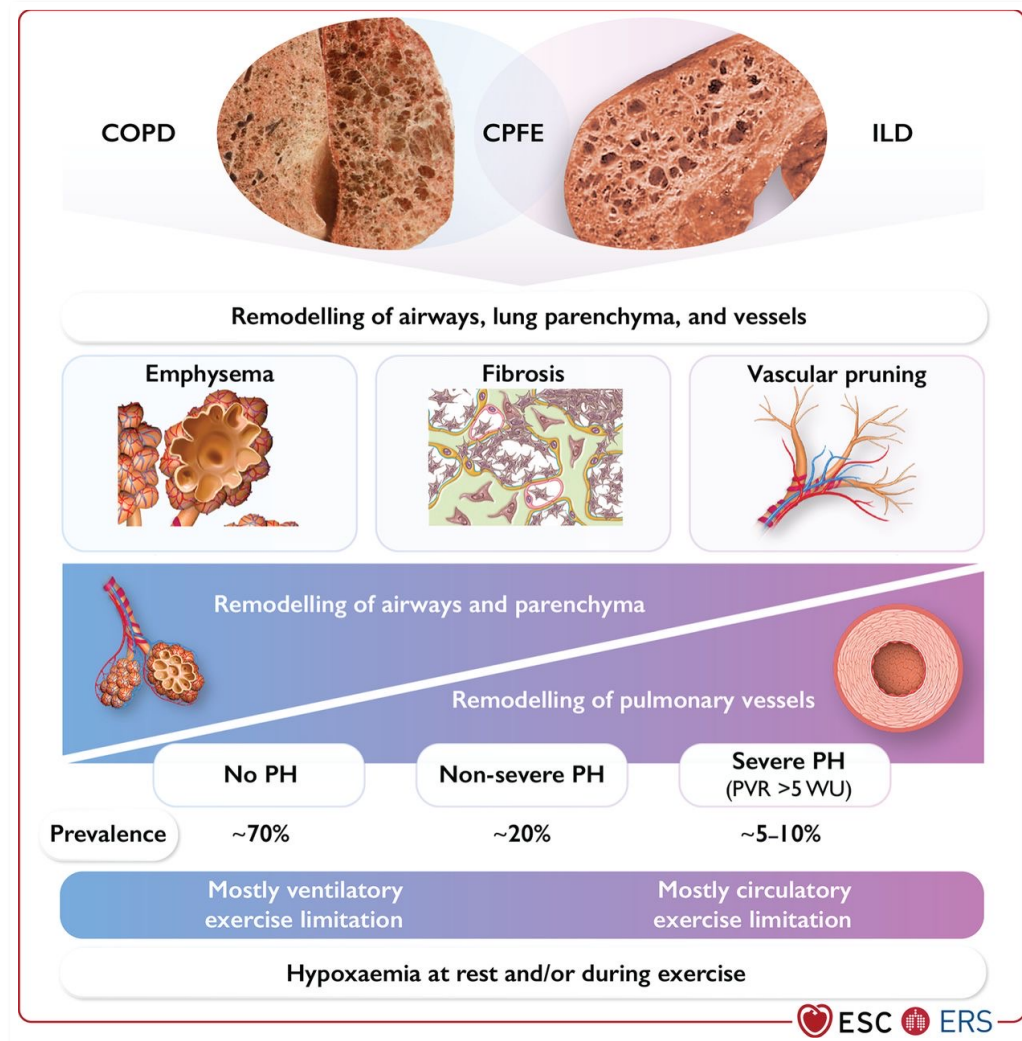 COPD
CPFE
ILD
Remodelling of airways, lung parenchyma, and vessels
Emphysema
Fibrosis
Vascular pruning
Remodelling of airways and parenchyma
Remodelling of pulmonary vessels
No PH
Non-severe PH
Severe PH
(PVR >5 WU)
Prevalence
~70%
~20%
~5–10%
Mostly ventilatory
exercise limitation
Mostly circulatory
exercise limitation
Hypoxaemia at rest and/or during exercise
ESC ERS